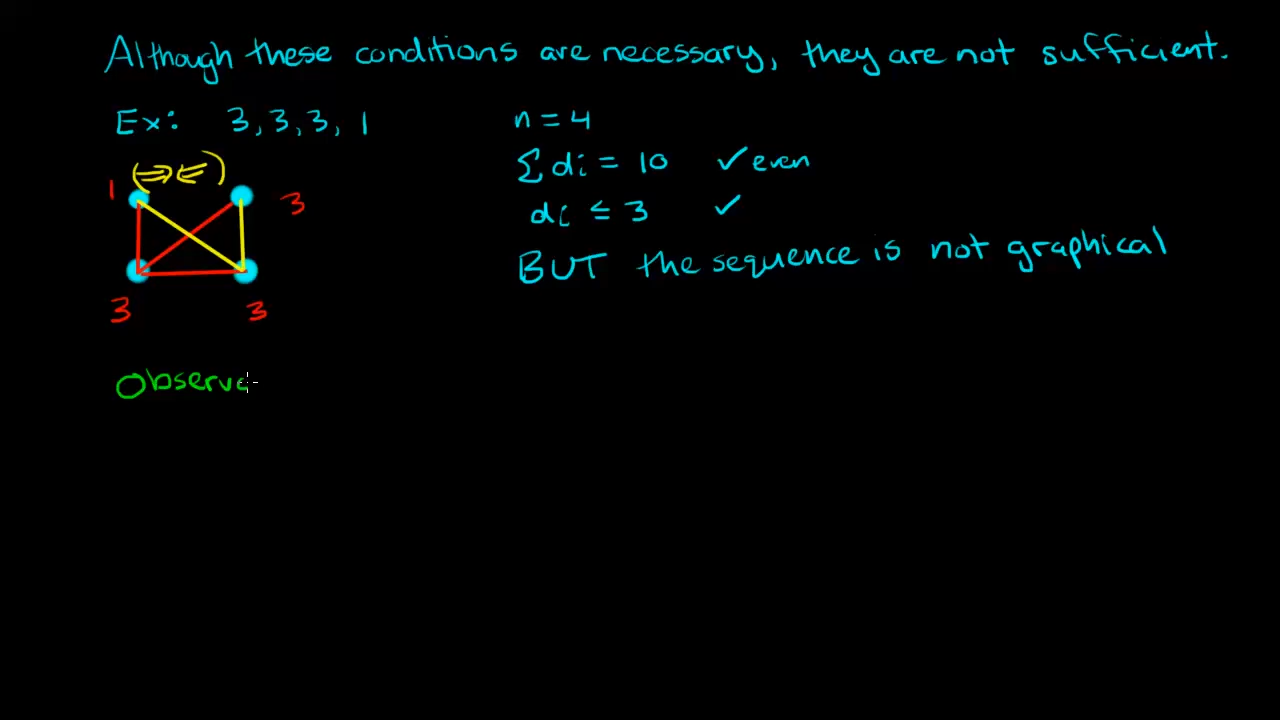 Although these conditions are necessary, they are not sufficient.
Ex: 3, 3, 3, 1
n = 4
∑ di = 10 ✓ even
di ≤ 3 ✓
BUT the sequence is not graphical
(⇒⇐)
1 3
3 3
Observa